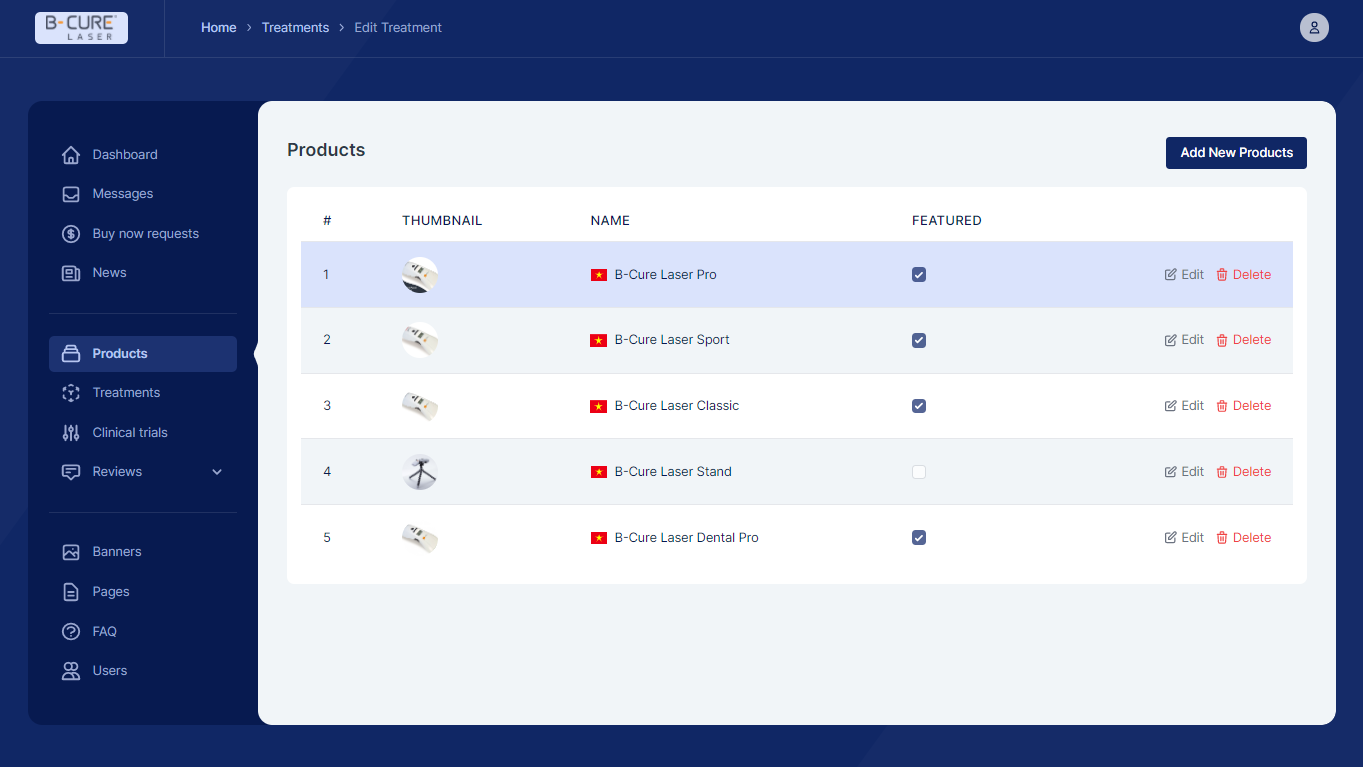 B-CURE LASER
Home > Treatments > Edit Treatment
Dashboard
Messages
Buy now requests
News
Products
Treatments
Clinical trials
Reviews
Banners
Pages
FAQ
Users
Products
Add New Products
# THUMBNAIL NAME FEATURED
1 B-Cure Laser Pro Edit Delete
2 B-Cure Laser Sport Edit Delete
3 B-Cure Laser Classic Edit Delete
4 B-Cure Laser Stand Edit Delete
5 B-Cure Laser Dental Pro Edit Delete